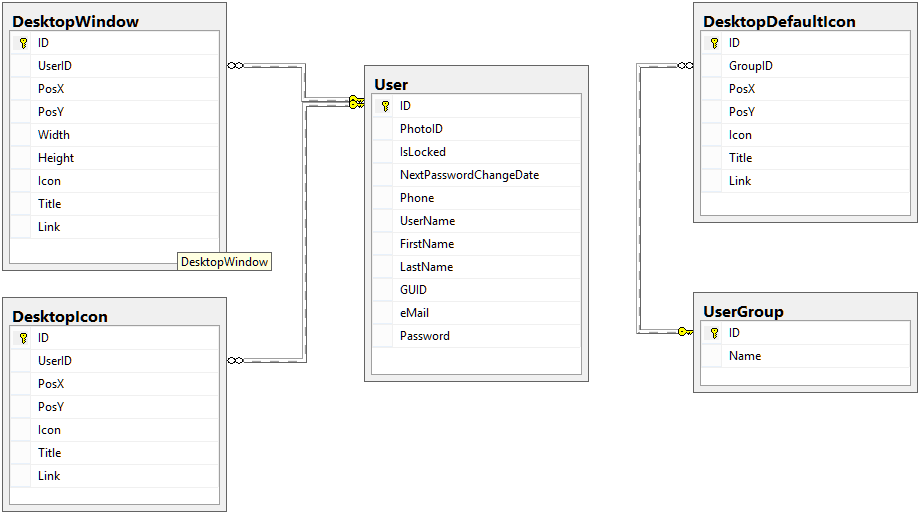 DesktopWindow
ID
UserID
PosX
PosY
Width
Height
Icon
Title
Link
DesktopWindow
DesktopIcon
ID
UserID
PosX
PosY
Icon
Title
Link
User
ID
PhotoID
IsLocked
NextPasswordChangeDate
Phone
UserName
FirstName
LastName
GUID
eMail
Password
DesktopDefaultIcon
ID
GroupID
PosX
PosY
Icon
Title
Link
UserGroup
ID
Name